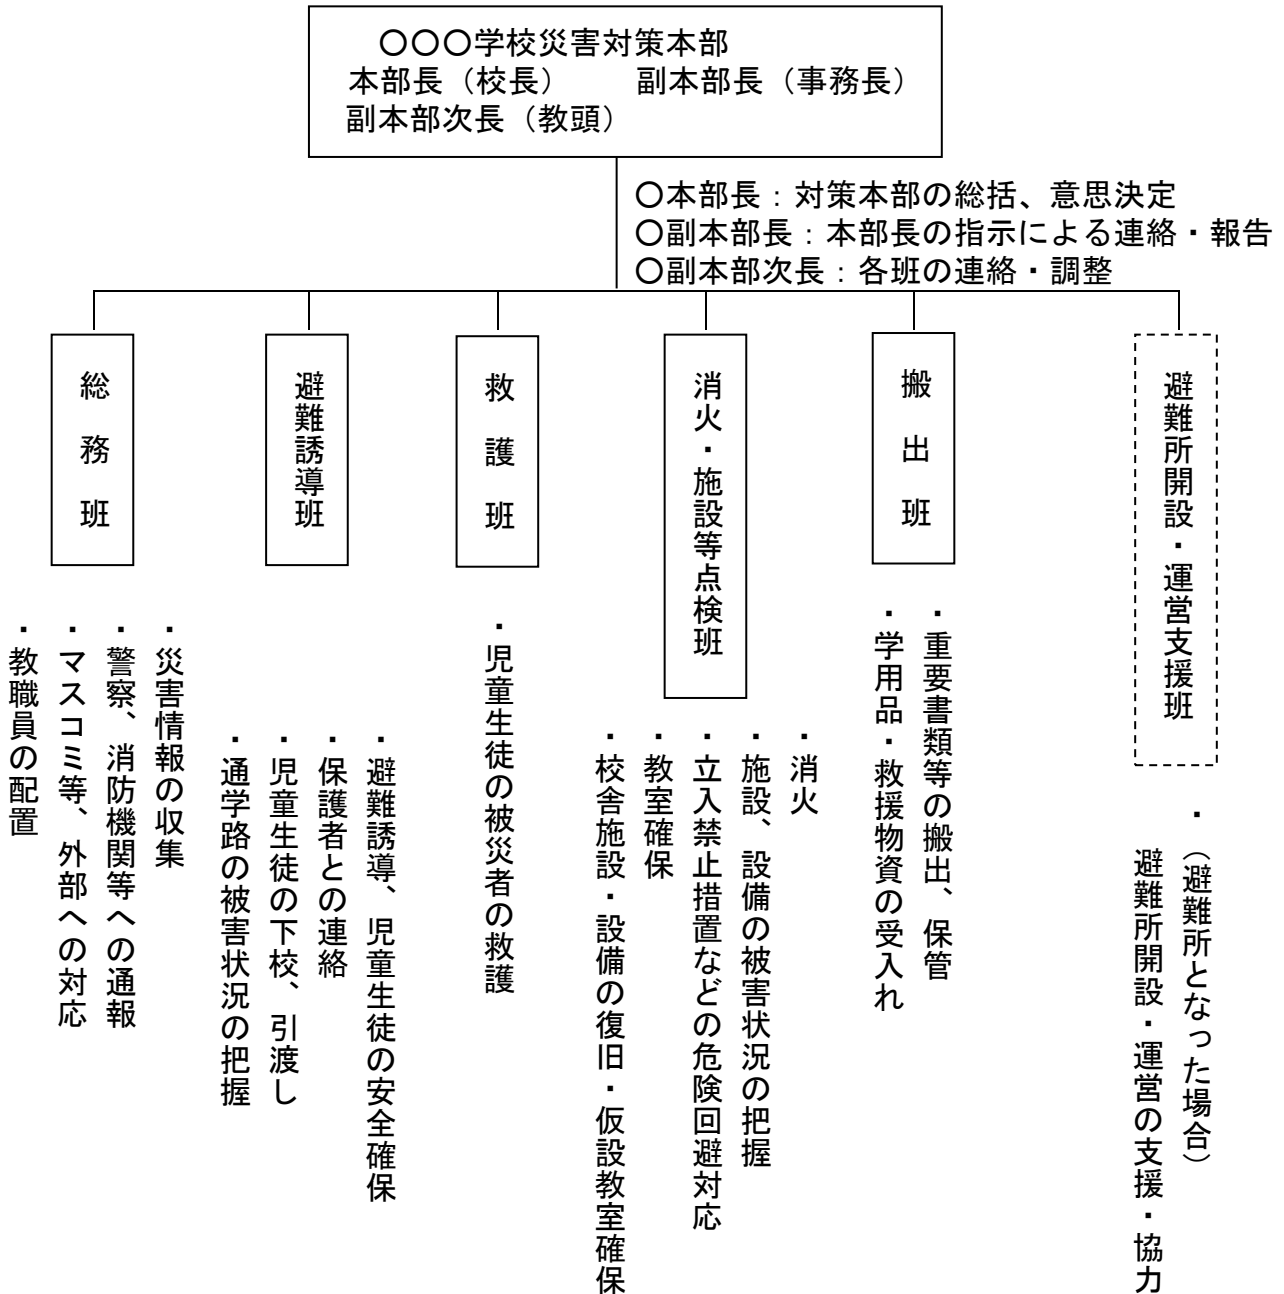 〇〇〇学校災害対策本部
本部長（校長）　　副本部長（事務長）
副本部次長（教頭）
〇本部長：対策本部の総括、意思決定
〇副本部長：本部長の指示による連絡・報告
〇副本部次長：各班の連絡・調整
総務班
・災害情報の収集
・警察、消防機関等への通報
・マスコミ等、外部への対応
・教職員の配置
避難誘導班
・避難誘導、児童生徒の安全確保
・保護者との連絡
・児童生徒の下校、引渡し
・通学路の被害状況の把握
救護班
・児童生徒の被災者の救護
消火・施設等点検班
・消火
・施設、設備の被害状況の把握
・立入禁止措置などの危険回避対応
・教室確保
・校舎施設・設備の復旧・仮設教室確保
搬出班
・重要書類等の搬出、保管
・学用品・救援物資の受入れ
避難所開設・運営支援班
・（避難所となった場合）
避難所開設・運営の支援・協力